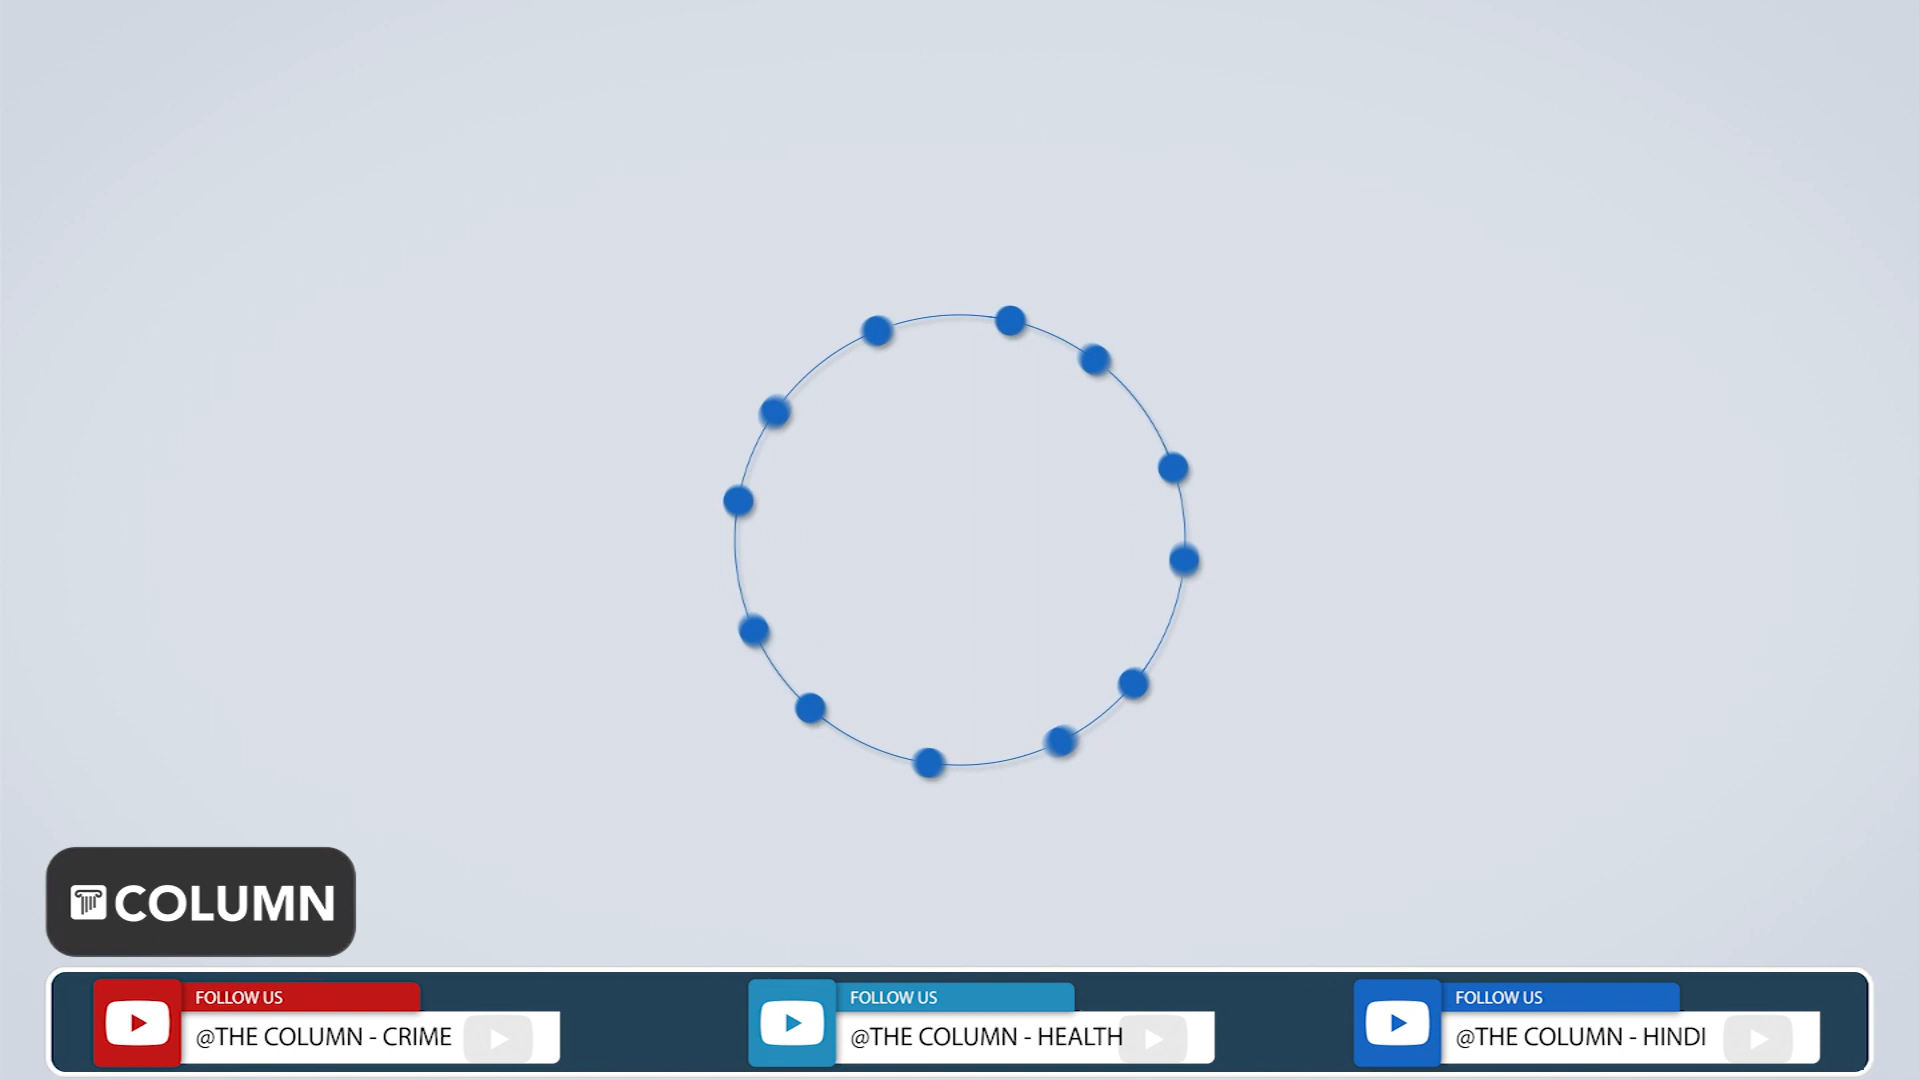 COLUMN
FOLLOW US
@THE COLUMN - CRIME
FOLLOW US
@THE COLUMN - HEALTH
FOLLOW US
@THE COLUMN - HINDI